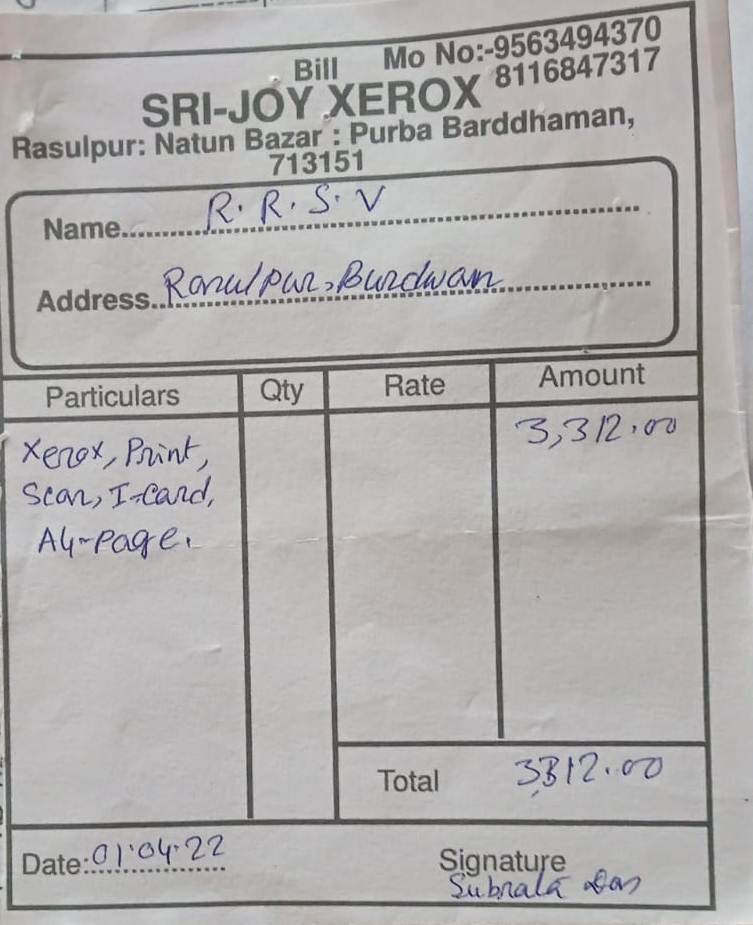 Bill Mo No:-9563494370
8116847317
SRI-JOY XEROX
Rasulpur: Natun Bazar : Purba Barddhaman,
713151
Name........R.R.S.V........
Address..Ranulpur, Burdwan........
Particulars Qty Rate Amount
Xerox, Print, 3,312.00
Scan, I-Card,
A4-Page.
Total 3312.00
Date:01.04.22
Signature
Subrata Das